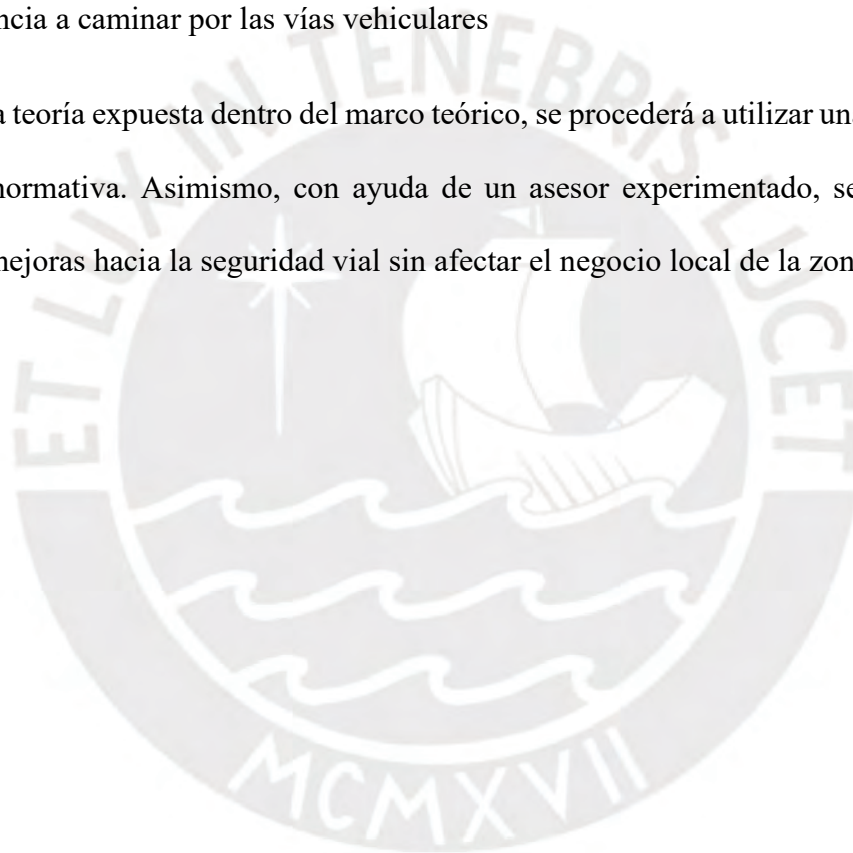 ncia a caminar por las vías vehiculares
a teoría expuesta dentro del marco teórico, se procederá a utilizar una
normativa. Asimismo, con ayuda de un asesor experimentado, se
mejoras hacia la seguridad vial sin afectar el negocio local de la zon
ET LUX IN TENEBRIS LUCET
MCMXVII